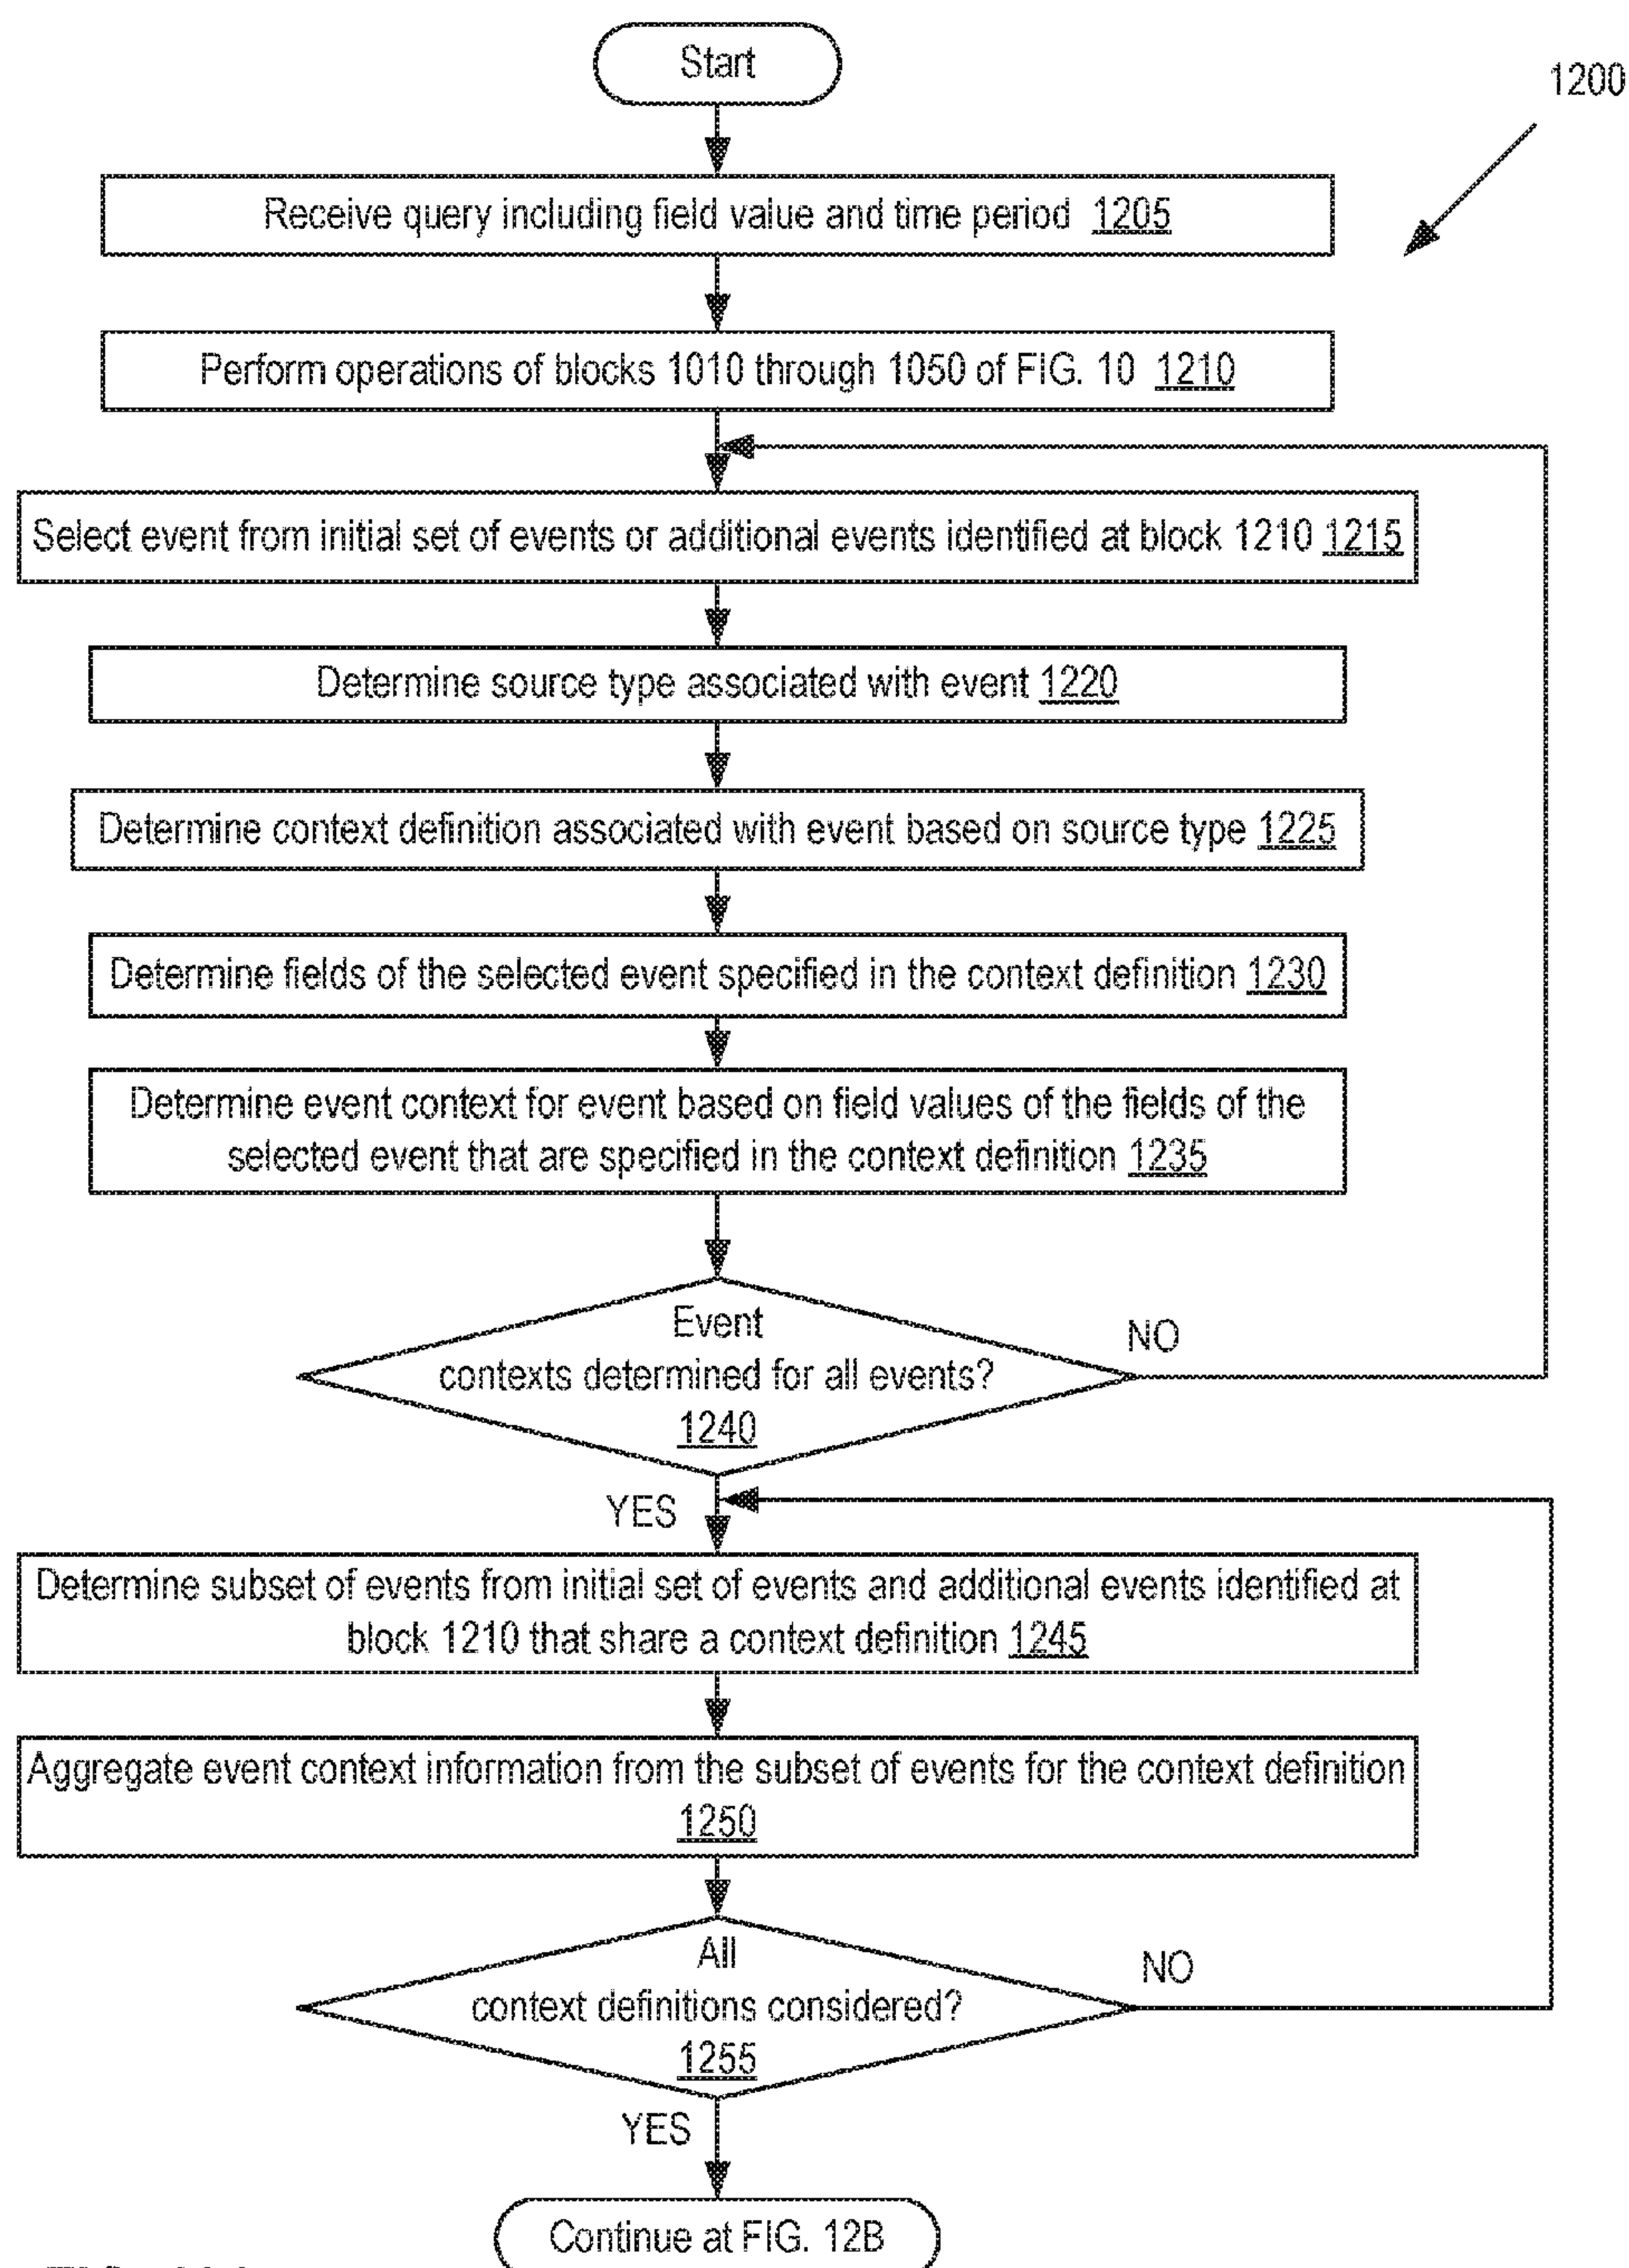 Start
1200
Receive query including field value and time period 1205
Perform operations of blocks 1010 through 1050 of FIG. 10 1210
Select event from initial set of events or additional events identified at block 1210 1215
Determine source type associated with event 1220
Determine context definition associated with event based on source type 1225
Determine fields of the selected event specified in the context definition 1230
Determine event context for event based on field values of the fields of the
selected event that are specified in the context definition 1235
Event
contexts determined for all events?
1240
NO
YES
Determine subset of events from initial set of events and additional events identified at
block 1210 that share a context definition 1245
Aggregate event context information from the subset of events for the context definition
1250
All
context definitions considered?
1255
NO
YES
Continue at FIG. 12B